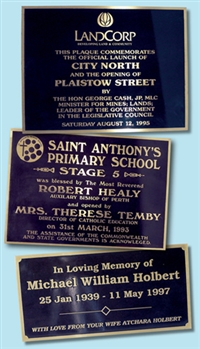 LANDCORP
DEVELOPING LAND & COMMUNITY
THIS PLAQUE COMMEMORATES
THE OFFICIAL LAUNCH OF
CITY NORTH
AND THE OPENING OF
PLAISTOW STREET
BY
THE HON GEORGE CASH, JP, MLC
MINISTER FOR MINES; LANDS;
LEADER OF THE GOVERNMENT
IN THE LEGISLATIVE COUNCIL
SATURDAY AUGUST 12, 1995
SAINT ANTHONY'S
PRIMARY SCHOOL
STAGE 5
was blessed by The Most Reverend
ROBERT HEALY
AUXILIARY BISHOP OF PERTH
and opened by
MRS. THERESE TEMBY
DIRECTOR OF CATHOLIC EDUCATION
on 31st MARCH, 1993
THE ASSISTANCE OF THE COMMONWEALTH
AND STATE GOVERNMENTS IS ACKNOWLEGED.
In Loving Memory of
Michael William Holbert
25 Jan 1939 - 11 May 1997
WITH LOVE FROM YOUR WIFE ATCHARA HOLBERT